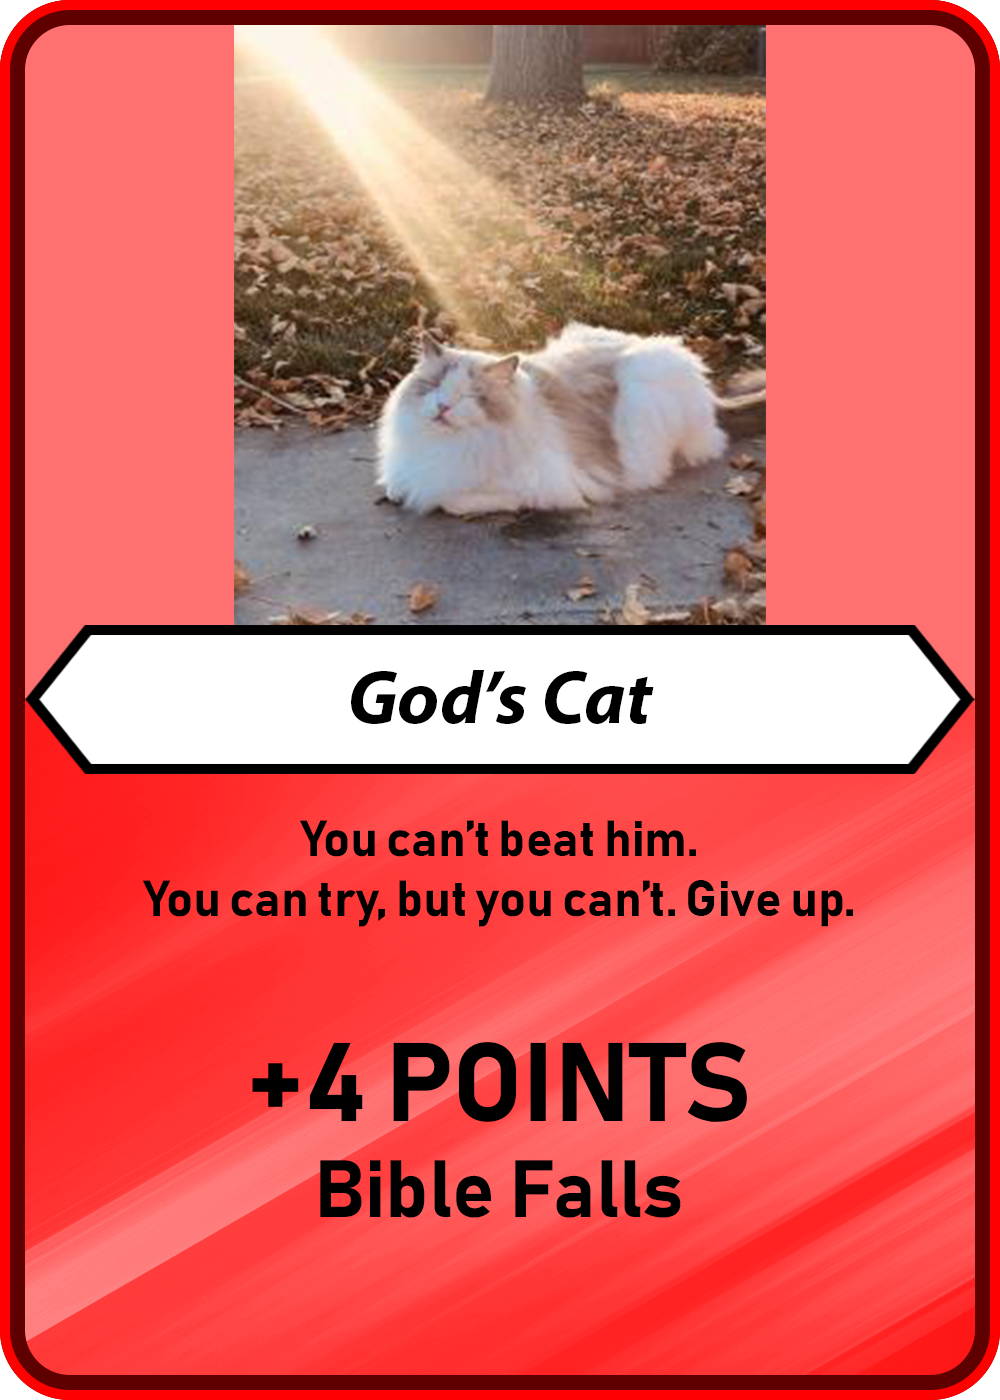 God’s Cat
You can’t beat him.
You can try, but you can’t. Give up.
+4 POINTS
Bible Falls